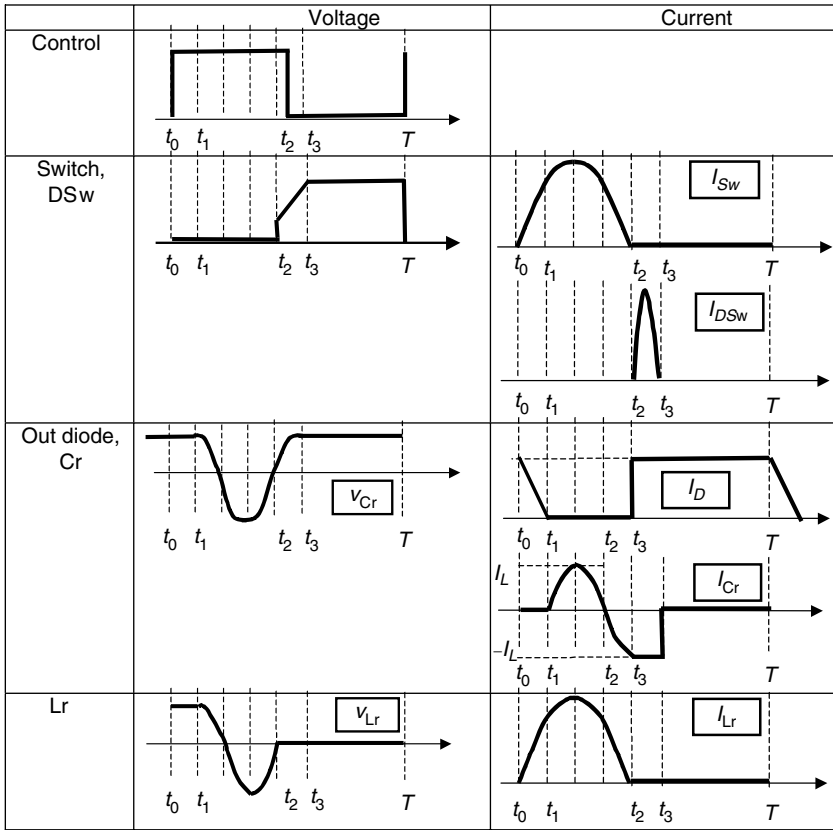 Voltage Current
Control
t0 t1 t2 t3 T
Switch,
DSw
t0 t1 t2 t3 T
ISw
t0 t1 t2 t3 T
IDSw
t0 t1 t2 t3 T
Out diode,
Cr
vCr
t0 t1 t2 t3 T
ID
t0 t1 t2 t3 T
IL
ICr
–IL
t0 t1 t2 t3 T
Lr
vLr
t0 t1 t2 t3 T
ILr
t0 t1 t2 t3 T